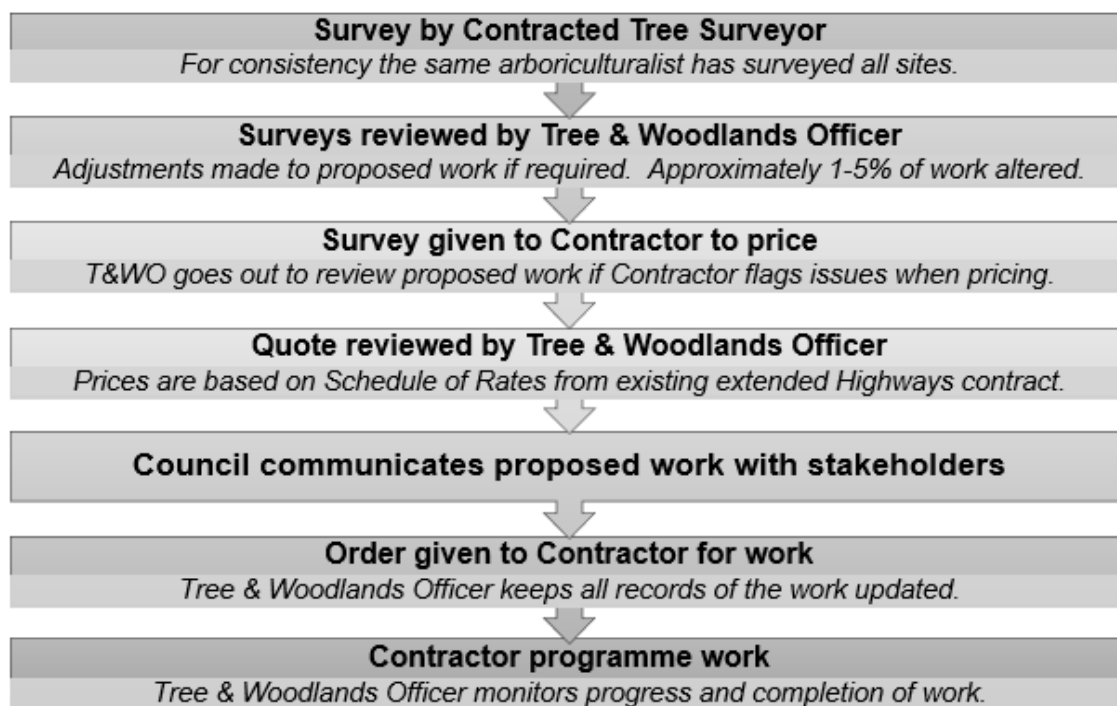 Survey by Contracted Tree Surveyor
For consistency the same arboriculturalist has surveyed all sites.
Surveys reviewed by Tree & Woodlands Officer
Adjustments made to proposed work if required.  Approximately 1-5% of work altered.
Survey given to Contractor to price
T&WO goes out to review proposed work if Contractor flags issues when pricing.
Quote reviewed by Tree & Woodlands Officer
Prices are based on Schedule of Rates from existing extended Highways contract.
Council communicates proposed work with stakeholders
Order given to Contractor for work
Tree & Woodlands Officer keeps all records of the work updated.
Contractor programme work
Tree & Woodlands Officer monitors progress and completion of work.